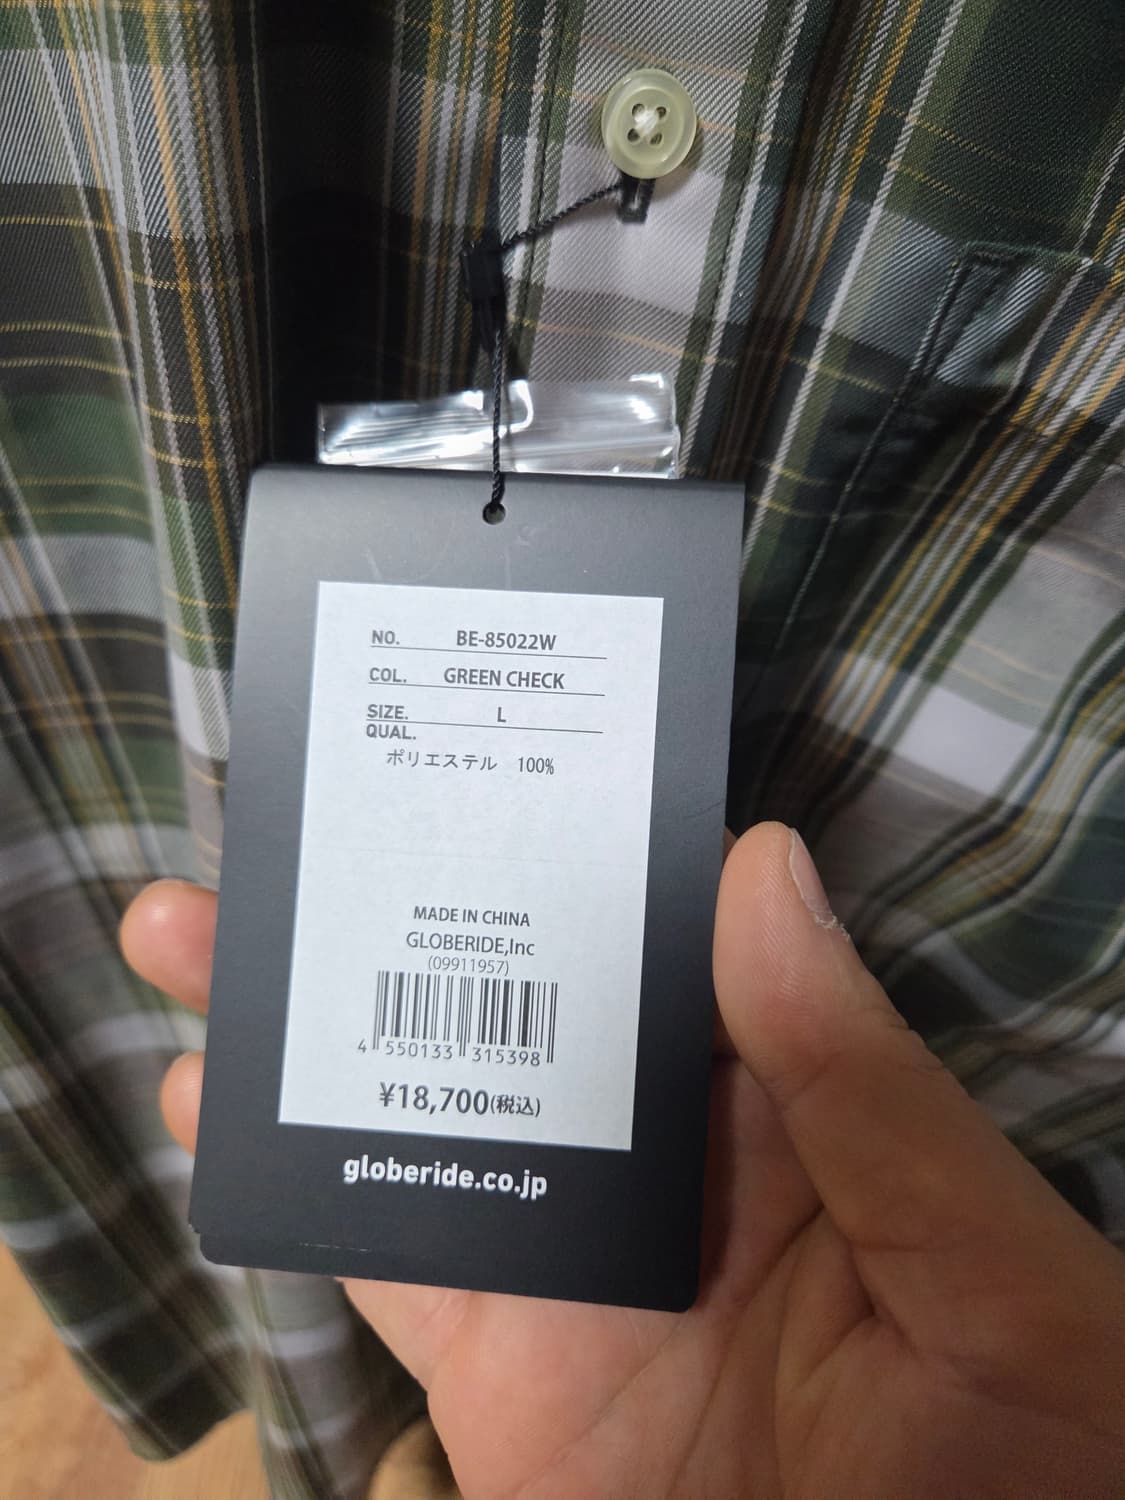 NO. BE-85022W
COL. GREEN CHECK
SIZE. L
QUAL.
ポリエステル 100%
MADE IN CHINA
GLOBERIDE,Inc
(09911957)
4 550133 315398
¥18,700(税込)
globeride.co.jp